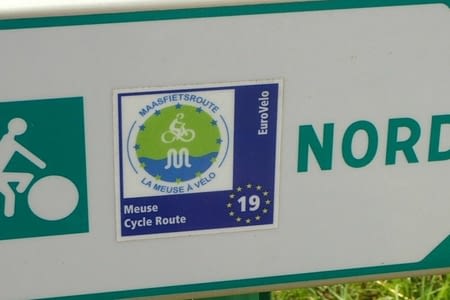 MAASFIETSROUTE
m
LA MEUSE À VÉLO
EuroVelo
Meuse
Cycle Route
19
NORD